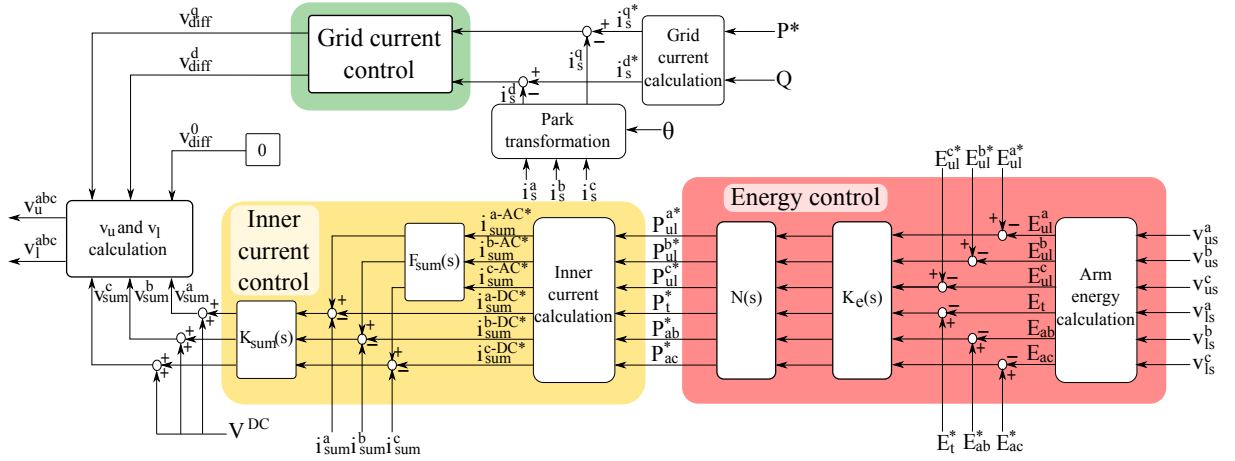 v_diff^q
v_diff^d
v_diff^0
0
Grid current
control
i_s^q*
i_s^d*
+
−
+
−
i_s^q
i_s^d
Grid
current
calculation
P*
Q
Park
transformation
θ
i_s^a
i_s^b
i_s^c
v_u^abc
v_l^abc
v_u and v_l
calculation
v_sum^c
v_sum^b
v_sum^a
+
+
+
+
+
+
V^DC
Inner
current
control
K_sum(s)
F_sum(s)
+
−
+
−
+
−
i_sum^a
i_sum^b
i_sum^c
i_sum^a-AC*
i_sum^b-AC*
i_sum^c-AC*
i_sum^a-DC*
i_sum^b-DC*
i_sum^c-DC*
Inner
current
calculation
P_ul^a*
P_ul^b*
P_ul^c*
P_t^*
P_ab^*
P_ac^*
Energy control
N(s)
K_e(s)
E_ul^c*
E_ul^b*
E_ul^a*
+
−
+
−
+
−
−
+
−
+
−
+
E_ul^a
E_ul^b
E_ul^c
E_t
E_ab
E_ac
E_t^*
E_ab^*
E_ac^*
Arm
energy
calculation
v_us^a
v_us^b
v_us^c
v_ls^a
v_ls^b
v_ls^c